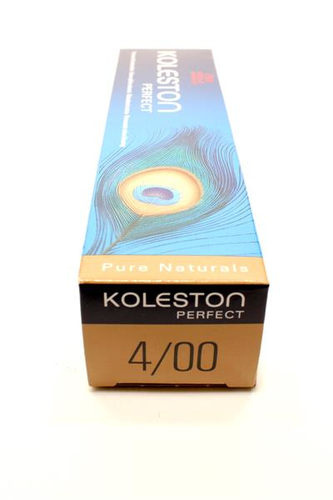 KOLESTON
PERFECT
Pure Naturals
KOLESTON
PERFECT
4/00